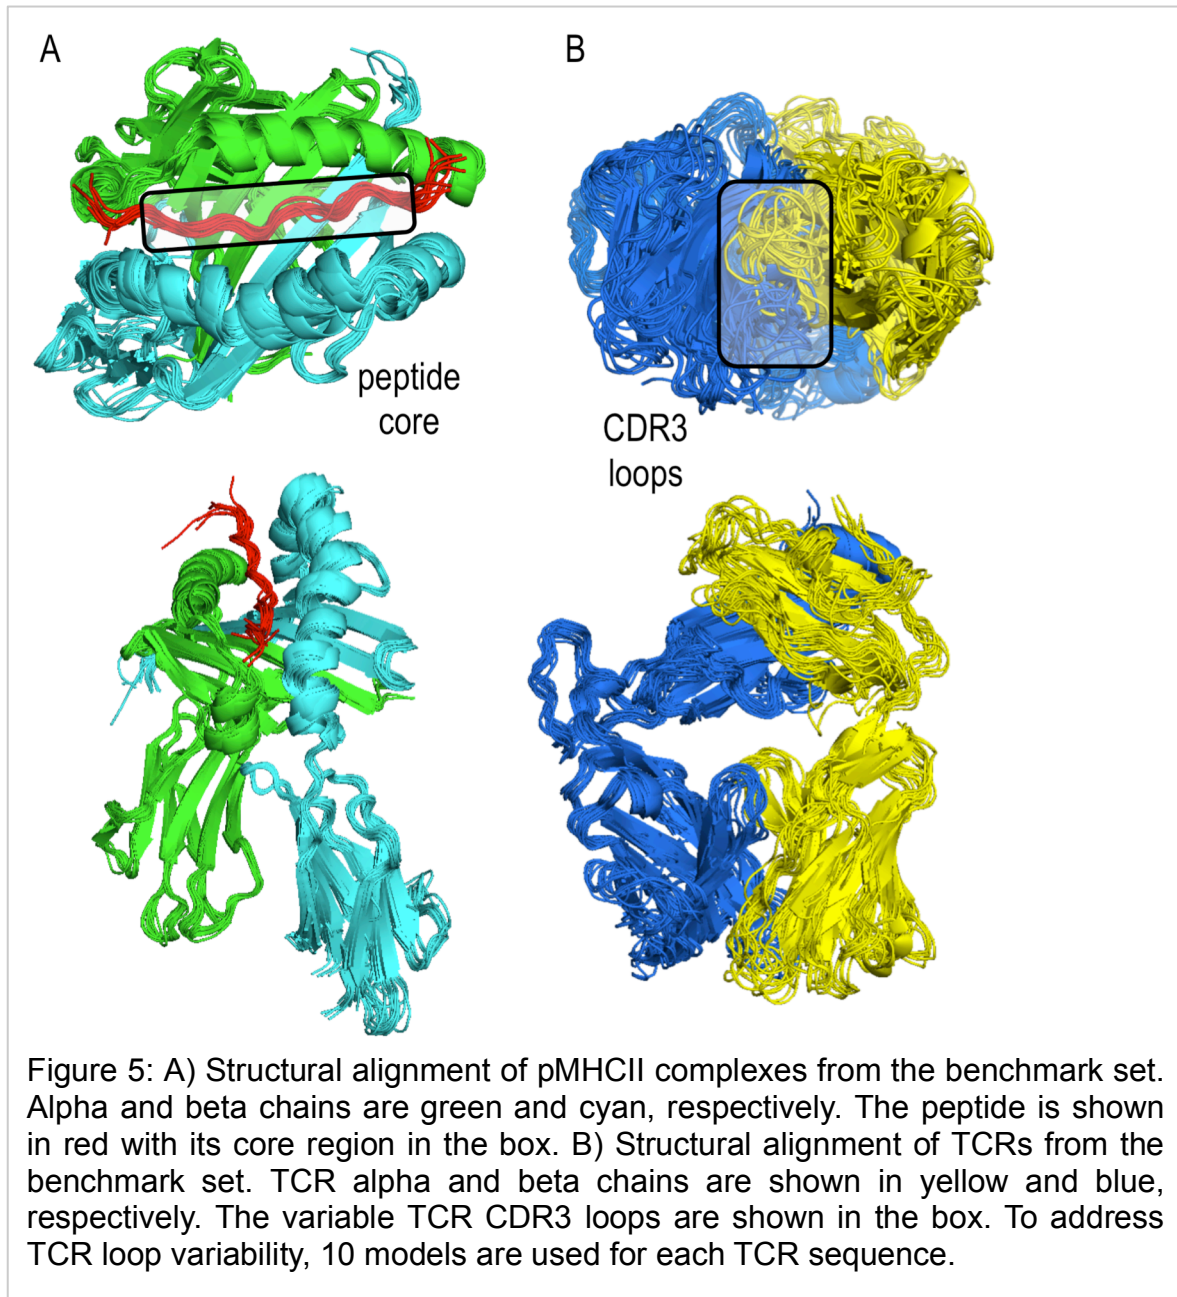 A
B
peptide
core
CDR3
loops
Figure 5: A) Structural alignment of pMHCII complexes from the benchmark set.
Alpha and beta chains are green and cyan, respectively. The peptide is shown
in red with its core region in the box. B) Structural alignment of TCRs from the
benchmark set. TCR alpha and beta chains are shown in yellow and blue,
respectively. The variable TCR CDR3 loops are shown in the box. To address
TCR loop variability, 10 models are used for each TCR sequence.